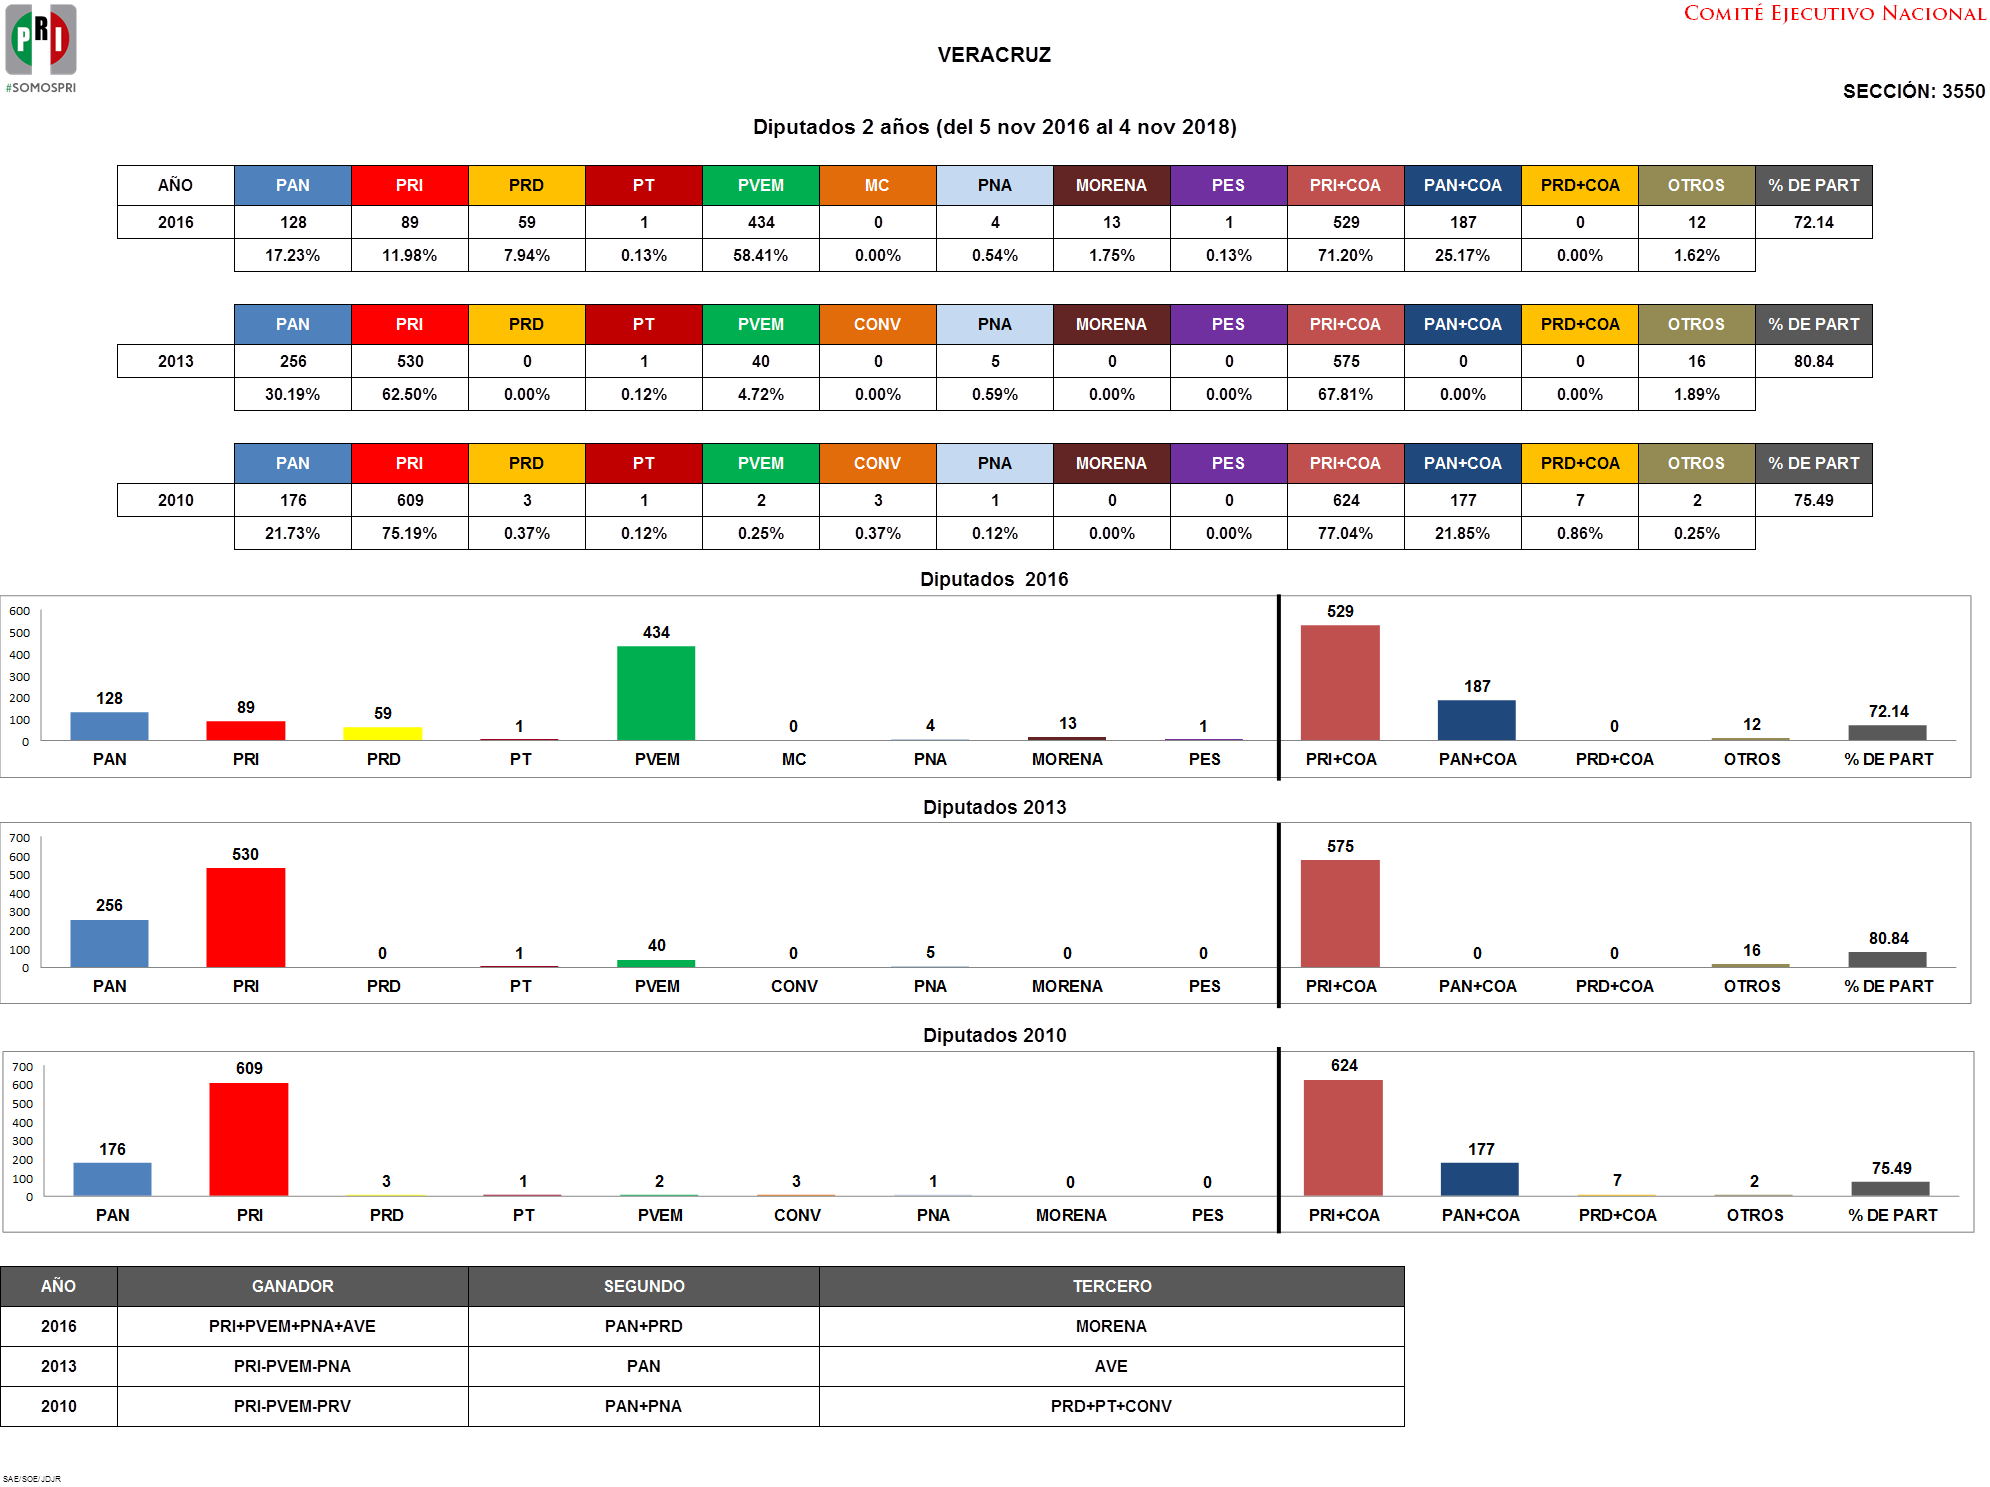 PRI
#SOMOSPRI
COMITÉ EJECUTIVO NACIONAL
VERACRUZ
SECCIÓN: 3550
Diputados 2 años (del 5 nov 2016 al 4 nov 2018)
AÑO PAN PRI PRD PT PVEM MC PNA MORENA PES PRI+COA PAN+COA PRD+COA OTROS % DE PART
2016 128 89 59 1 434 0 4 13 1 529 187 0 12 72.14
17.23% 11.98% 7.94% 0.13% 58.41% 0.00% 0.54% 1.75% 0.13% 71.20% 25.17% 0.00% 1.62%
PAN PRI PRD PT PVEM CONV PNA MORENA PES PRI+COA PAN+COA PRD+COA OTROS % DE PART
2013 256 530 0 1 40 0 5 0 0 575 0 0 16 80.84
30.19% 62.50% 0.00% 0.12% 4.72% 0.00% 0.59% 0.00% 0.00% 67.81% 0.00% 0.00% 1.89%
PAN PRI PRD PT PVEM CONV PNA MORENA PES PRI+COA PAN+COA PRD+COA OTROS % DE PART
2010 176 609 3 1 2 3 1 0 0 624 177 7 2 75.49
21.73% 75.19% 0.37% 0.12% 0.25% 0.37% 0.12% 0.00% 0.00% 77.04% 21.85% 0.86% 0.25%
Diputados 2016
600
500
400
300
200
100
0
128 89 59 1 434 0 4 13 1 529 187 0 12 72.14
PAN PRI PRD PT PVEM MC PNA MORENA PES PRI+COA PAN+COA PRD+COA OTROS % DE PART
Diputados 2013
700
600
500
400
300
200
100
0
256 530 0 1 40 0 5 0 0 575 0 0 16 80.84
PAN PRI PRD PT PVEM CONV PNA MORENA PES PRI+COA PAN+COA PRD+COA OTROS % DE PART
Diputados 2010
700
600
500
400
300
200
100
0
176 609 3 1 2 3 1 0 0 624 177 7 2 75.49
PAN PRI PRD PT PVEM CONV PNA MORENA PES PRI+COA PAN+COA PRD+COA OTROS % DE PART
AÑO GANADOR SEGUNDO TERCERO
2016 PRI+PVEM+PNA+AVE PAN+PRD MORENA
2013 PRI-PVEM-PNA PAN AVE
2010 PRI-PVEM-PRV PAN+PNA PRD+PT+CONV
SAE/SOE/JDJR